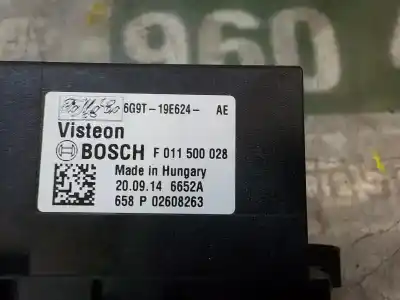 960
6G9T-19E624- AE
Visteon
BOSCH F 011 500 028
Made in Hungary
20.09.14 6652A
658 P 02608263